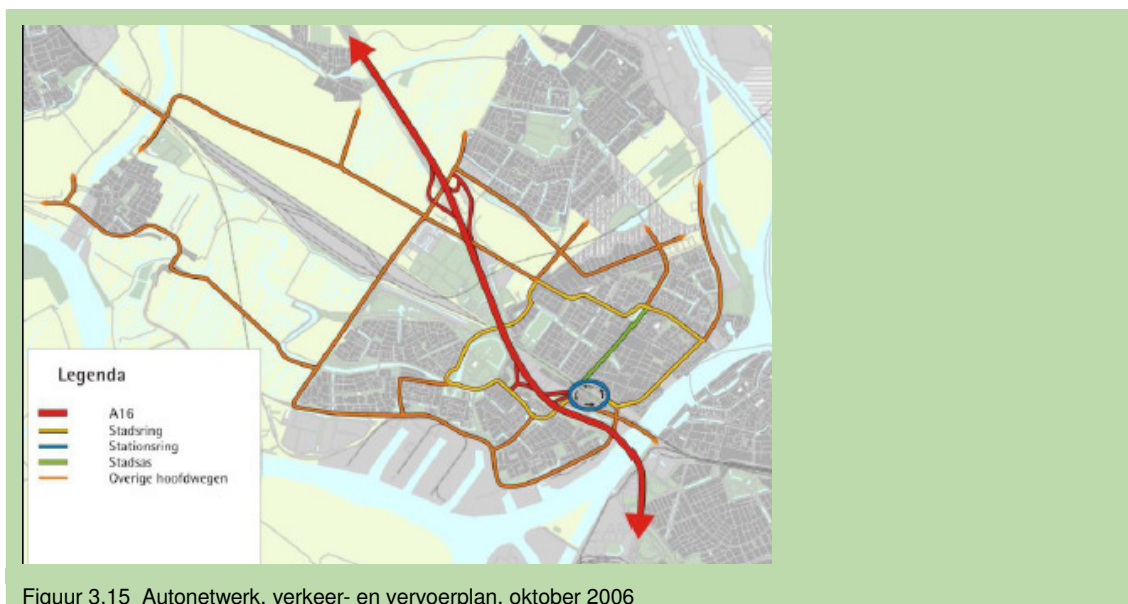 Legenda
A16
Stadsring
Stationsring
Stadsas
Overige hoofdwegen
Figuur 3.15 Autonetwerk, verkeer- en vervoerplan, oktober 2006